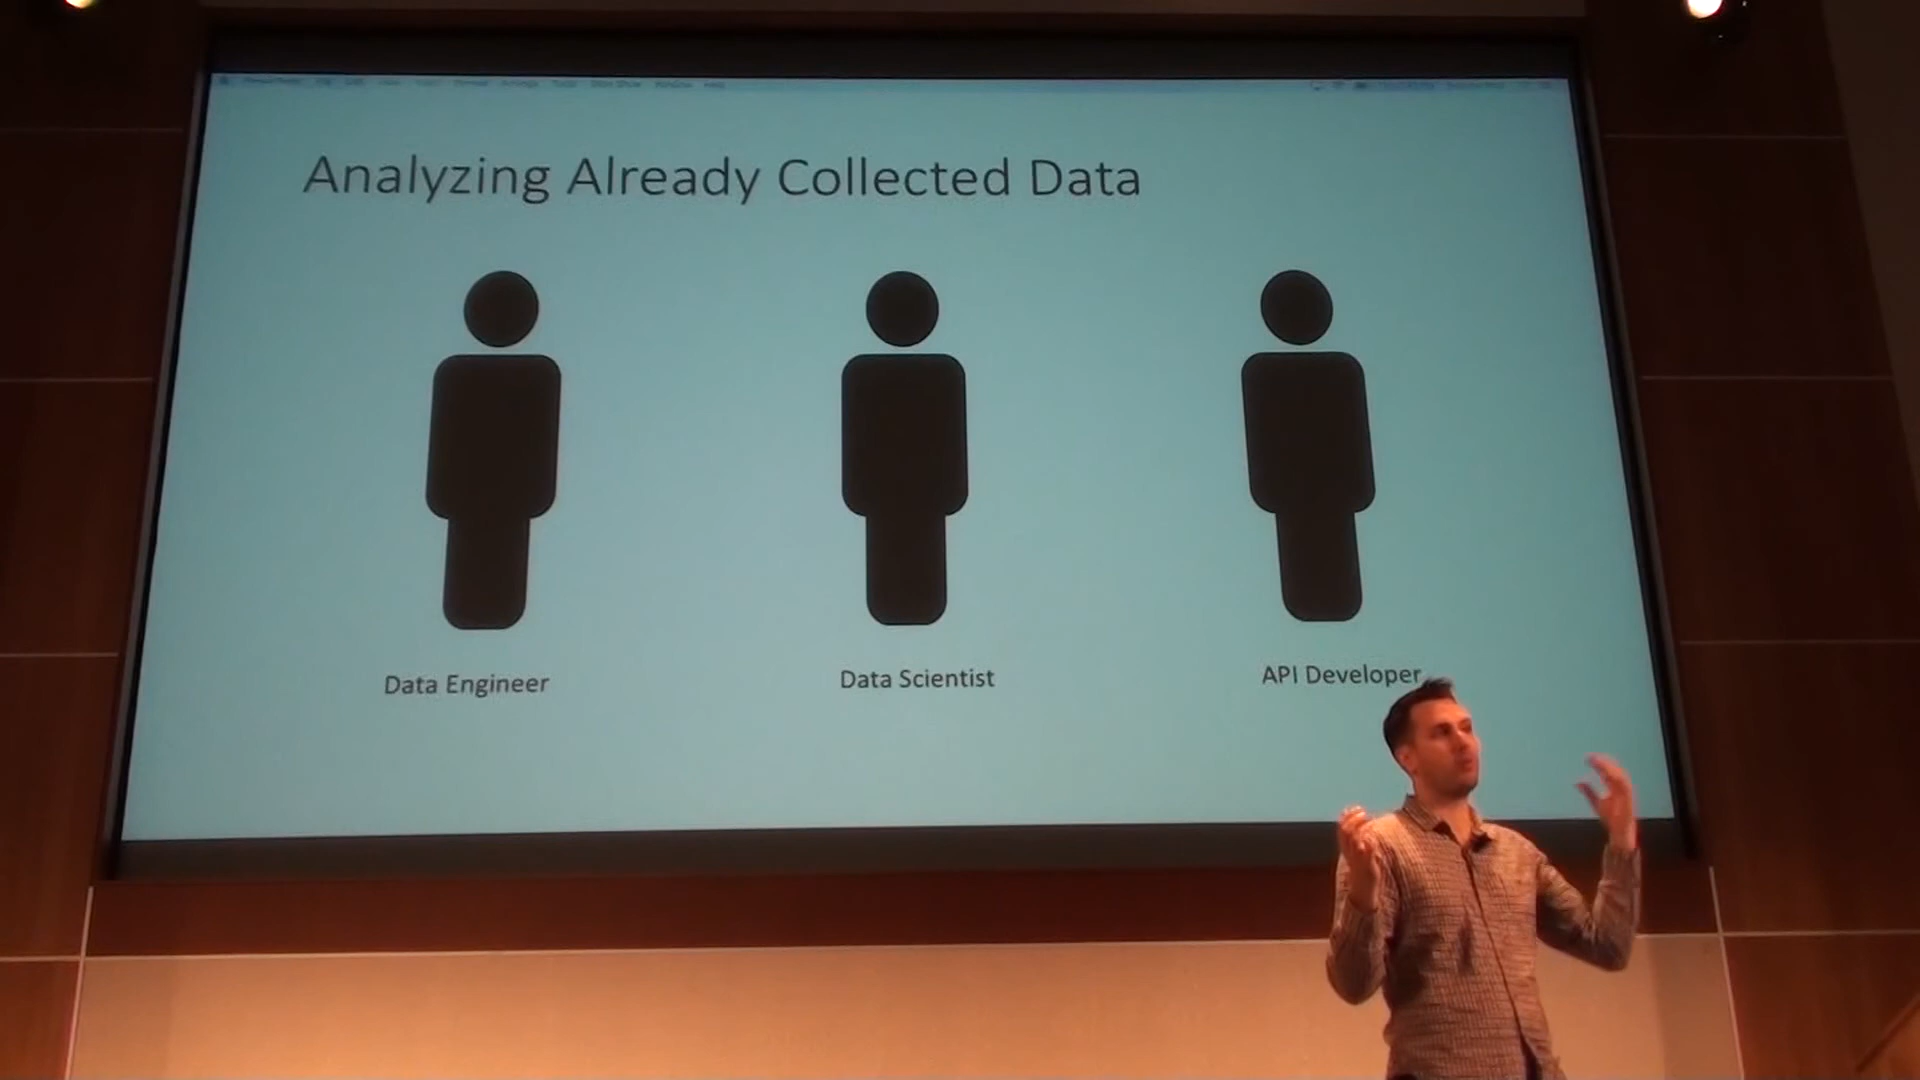 Analyzing Already Collected Data
Data Engineer
Data Scientist
API Developer